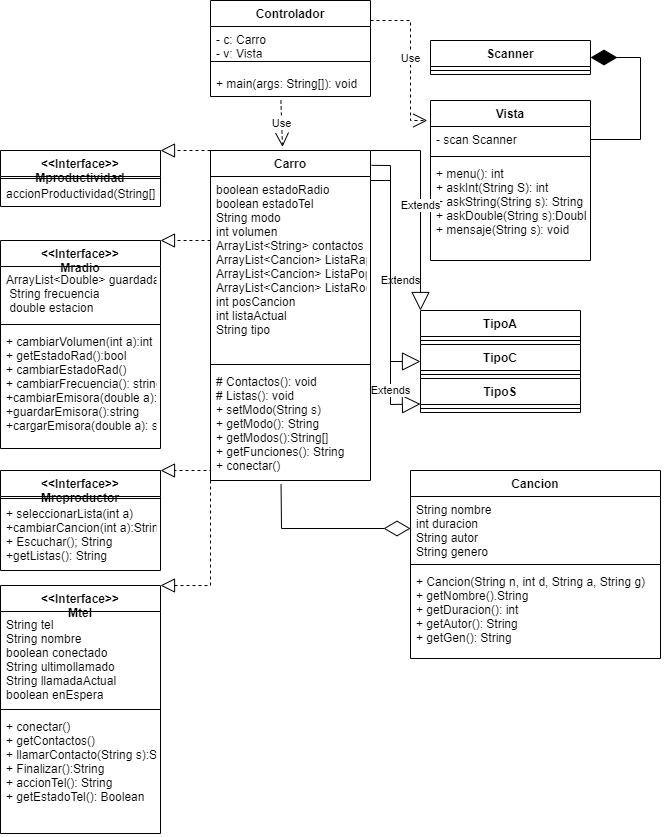 Controlador
- c: Carro
- v: Vista
+ main(args: String[]): void
Use
Use
Scanner
Vista
- scan Scanner
+ menu(): int
+ askInt(String S): int
+ askString(String s): String
+ askDouble(String s):Doubl
+ mensaje(String s): void
<<Interface>>
Mproductividad
accionProductividad(String[]
Carro
boolean estadoRadio
boolean estadoTel
String modo
int volumen
ArrayList<String> contactos
ArrayList<Cancion> ListaRa
ArrayList<Cancion> ListaPo
ArrayList<Cancion> ListaRo
int posCancion
int listaActual
String tipo
# Contactos(): void
# Listas(): void
+ setModo(String s)
+ getModo(): String
+ getModos():String[]
+ getFunciones(): String
+ conectar()
Extends
Extends
Extends
TipoA
TipoC
TipoS
<<Interface>>
Mradio
ArrayList<Double> guardada
String frecuencia
double estacion
+ cambiarVolumen(int a):int
+ getEstadoRad():bool
+ cambiarEstadoRad()
+ cambiarFrecuencia(): strin
+cambiarEmisora(double a):
+guardarEmisora():string
+cargarEmisora(double a): s
<<Interface>>
Mreproductor
+ seleccionarLista(int a)
+cambiarCancion(int a):Strin
+ Escuchar(); String
+getListas(): String
<<Interface>>
Mtel
String tel
String nombre
boolean conectado
String ultimollamado
String llamadaActual
boolean enEspera
+ conectar()
+ getContactos()
+ llamarContacto(String s):S
+ Finalizar():String
+ accionTel(): String
+ getEstadoTel(): Boolean
Cancion
String nombre
int duracion
String autor
String genero
+ Cancion(String n, int d, String a, String g)
+ getNombre().String
+ getDuracion(): int
+ getAutor(): String
+ getGen(): String